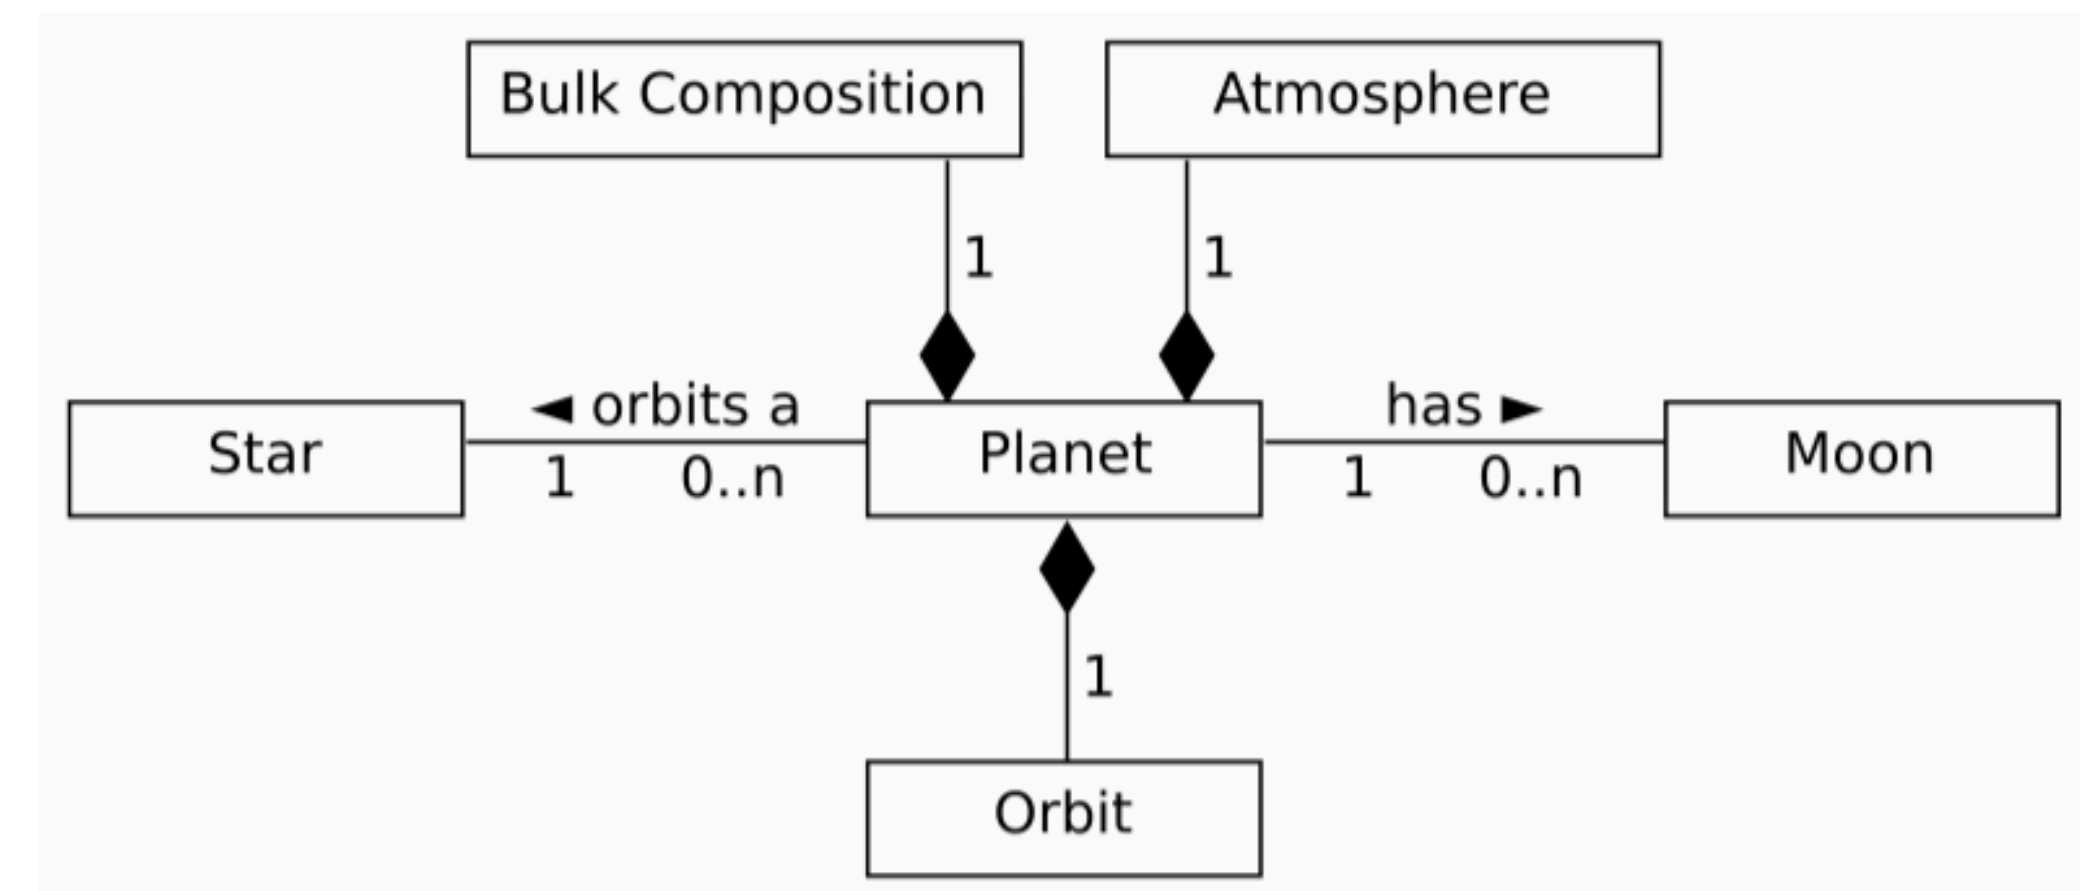 Bulk Composition
Atmosphere
1
1
◄ orbits a
has ►
Star
Planet
Moon
1
0..n
1
0..n
1
Orbit